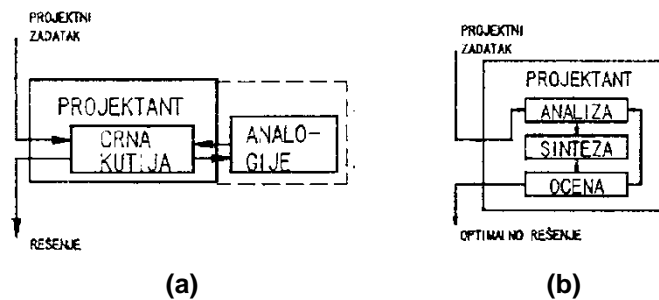 PROJEKTNI
ZADATAK
PROJEKTANT
CRNA
KUTIJA
ANALO-
GIJE
REŠENJE
(a)
PROJEKTNI
ZADATAK
PROJEKTANT
ANALIZA
SINTEZA
OCENA
OPTIMALNO REŠENJE
(b)